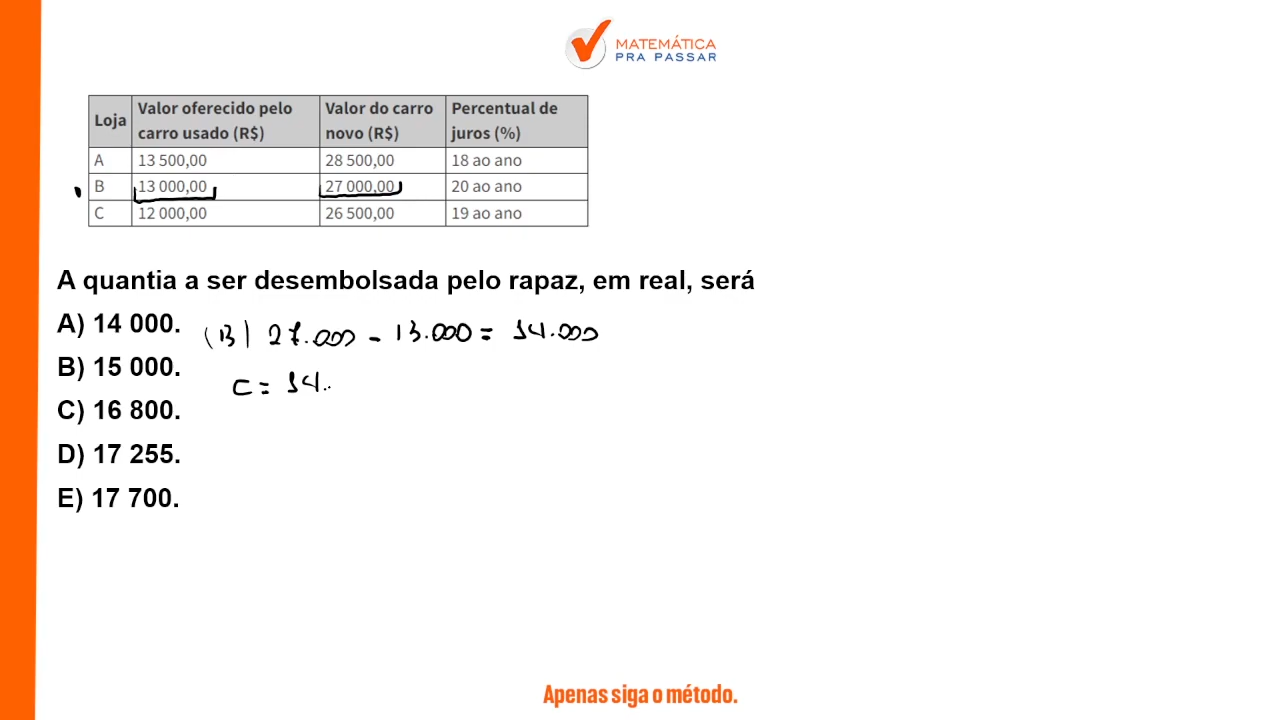 MATEMÁTICA
PRA PASSAR
Loja Valor oferecido pelo carro usado (R$) Valor do carro novo (R$) Percentual de juros (%)
A 13 500,00 28 500,00 18 ao ano
B 13 000,00 27 000,00 20 ao ano
C 12 000,00 26 500,00 19 ao ano
A quantia a ser desembolsada pelo rapaz, em real, será
A) 14 000.
(B) 27.000 - 13.000 = 14.000
B) 15 000.
C = 14.
C) 16 800.
D) 17 255.
E) 17 700.
Apenas siga o método.